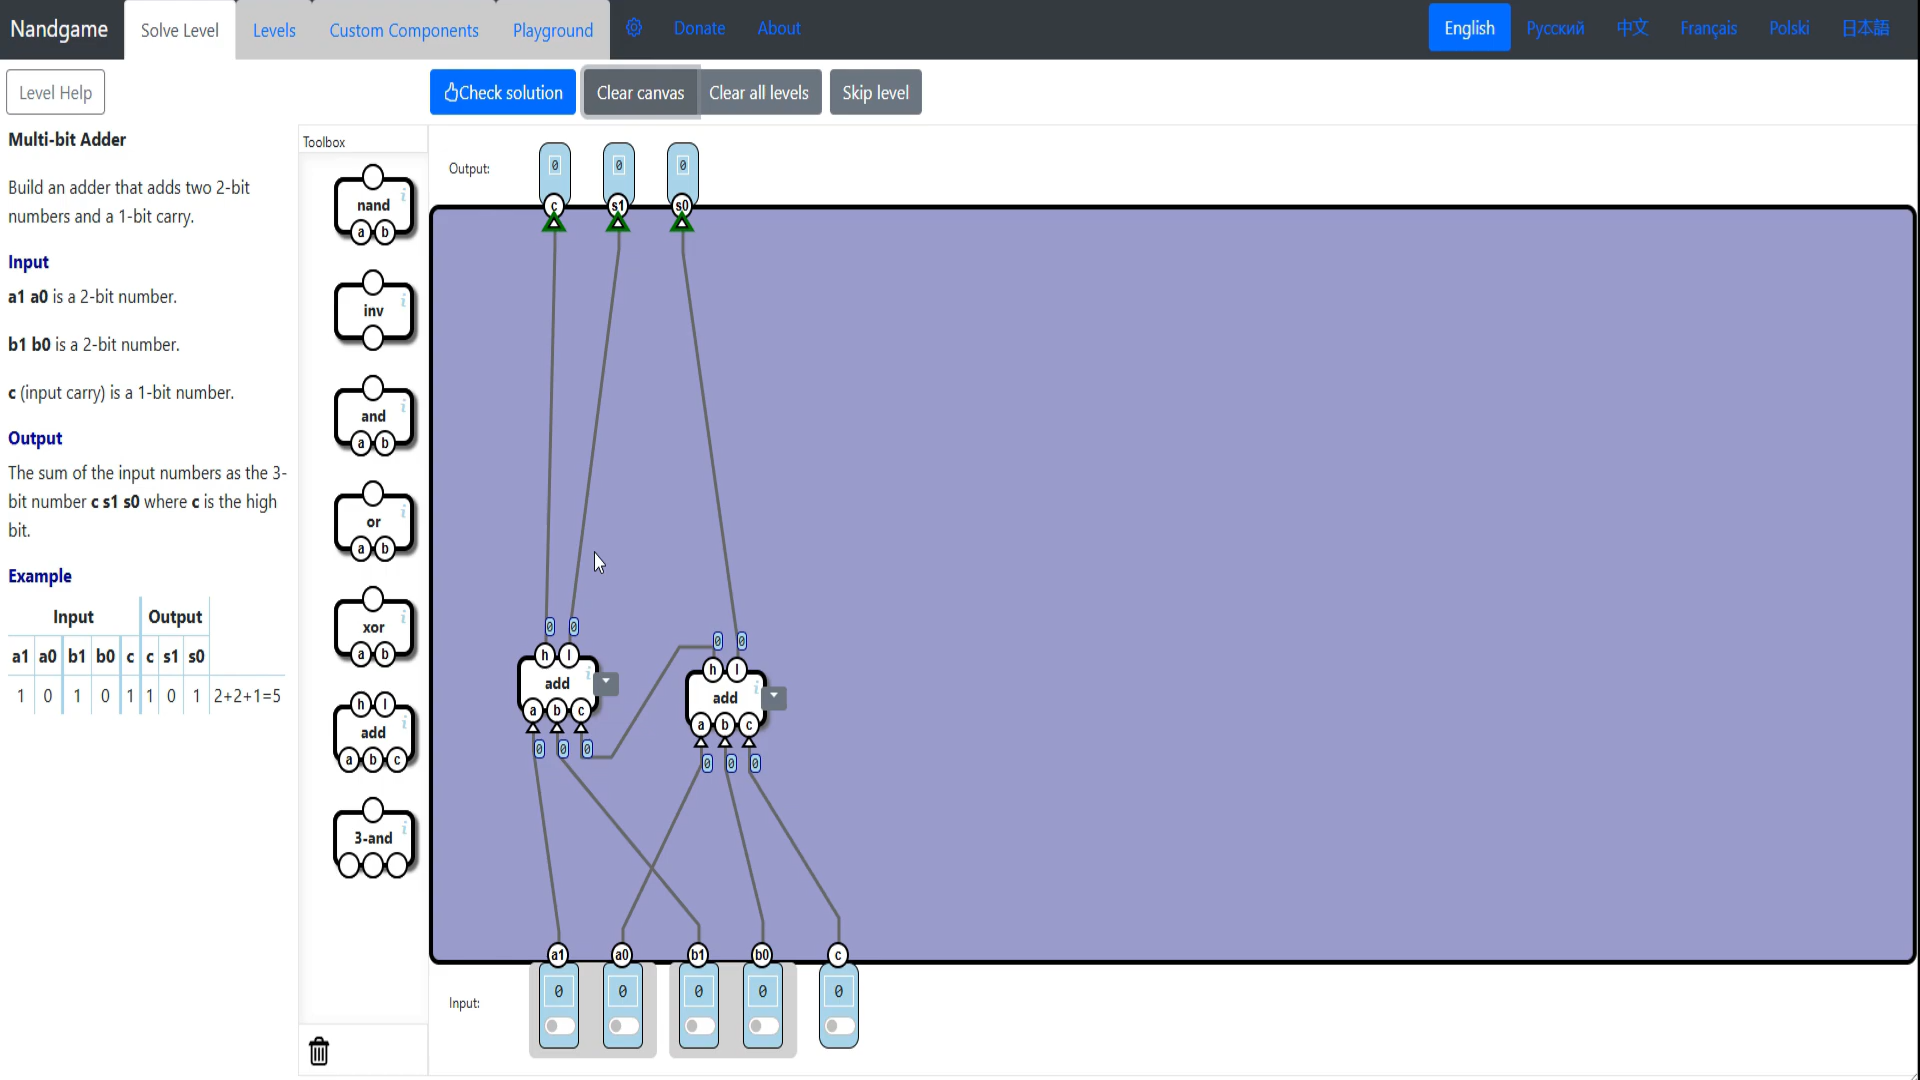 Nandgame
Solve Level
Levels
Custom Components
Playground
Donate
About
English
Русский
中文
Français
Polski
日本語
Level Help
Check solution
Clear canvas
Clear all levels
Skip level
Multi-bit Adder
Build an adder that adds two 2-bit
numbers and a 1-bit carry.
Input
a1 a0 is a 2-bit number.
b1 b0 is a 2-bit number.
c (input carry) is a 1-bit number.
Output
The sum of the input numbers as the 3-
bit number c s1 s0 where c is the high
bit.
Example
Input Output
a1 a0 b1 b0 c c s1 s0
1 0 1 0 1 1 0 1 2+2+1=5
Toolbox
nand
a b
inv
and
a b
or
a b
xor
a b
h l
add
a b c
3-and
Output:
0 0 0
c s1 s0
0 0
h l
add
a b c
0 0 0
0 0
h l
add
a b c
0 0 0
a1 a0 b1 b0 c
Input:
0 0 0 0 0